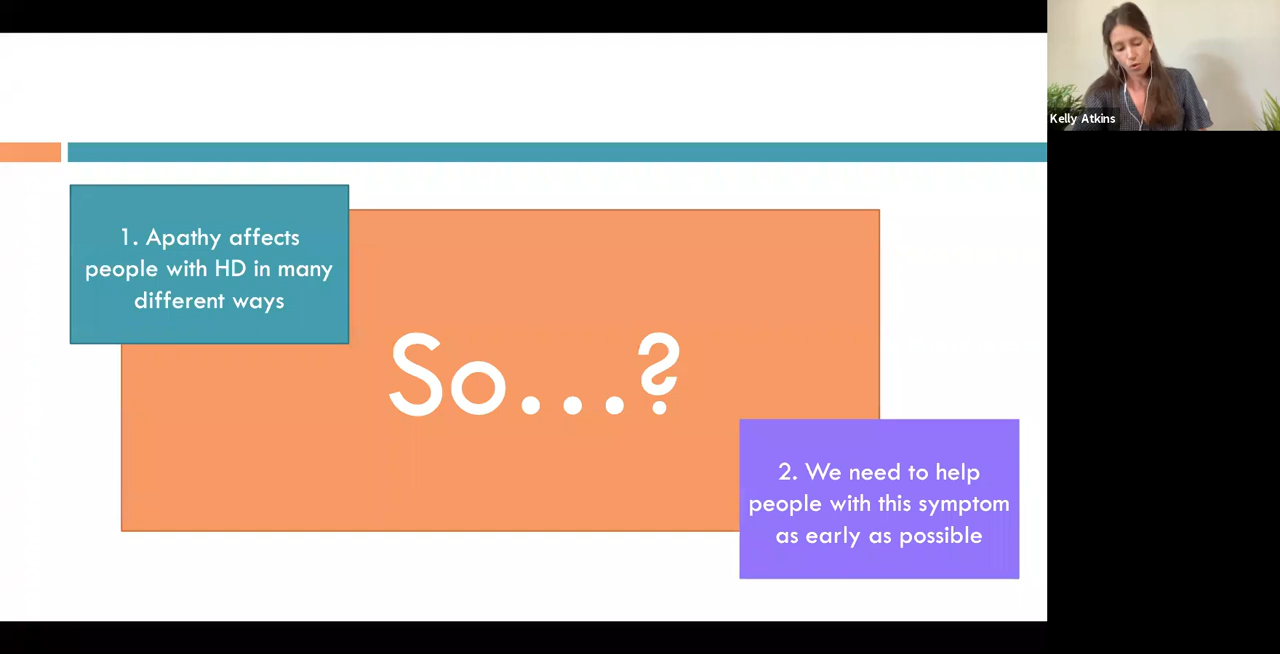 Kelly Atkins
1. Apathy affects
people with HD in many
different ways
So...?
2. We need to help
people with this symptom
as early as possible